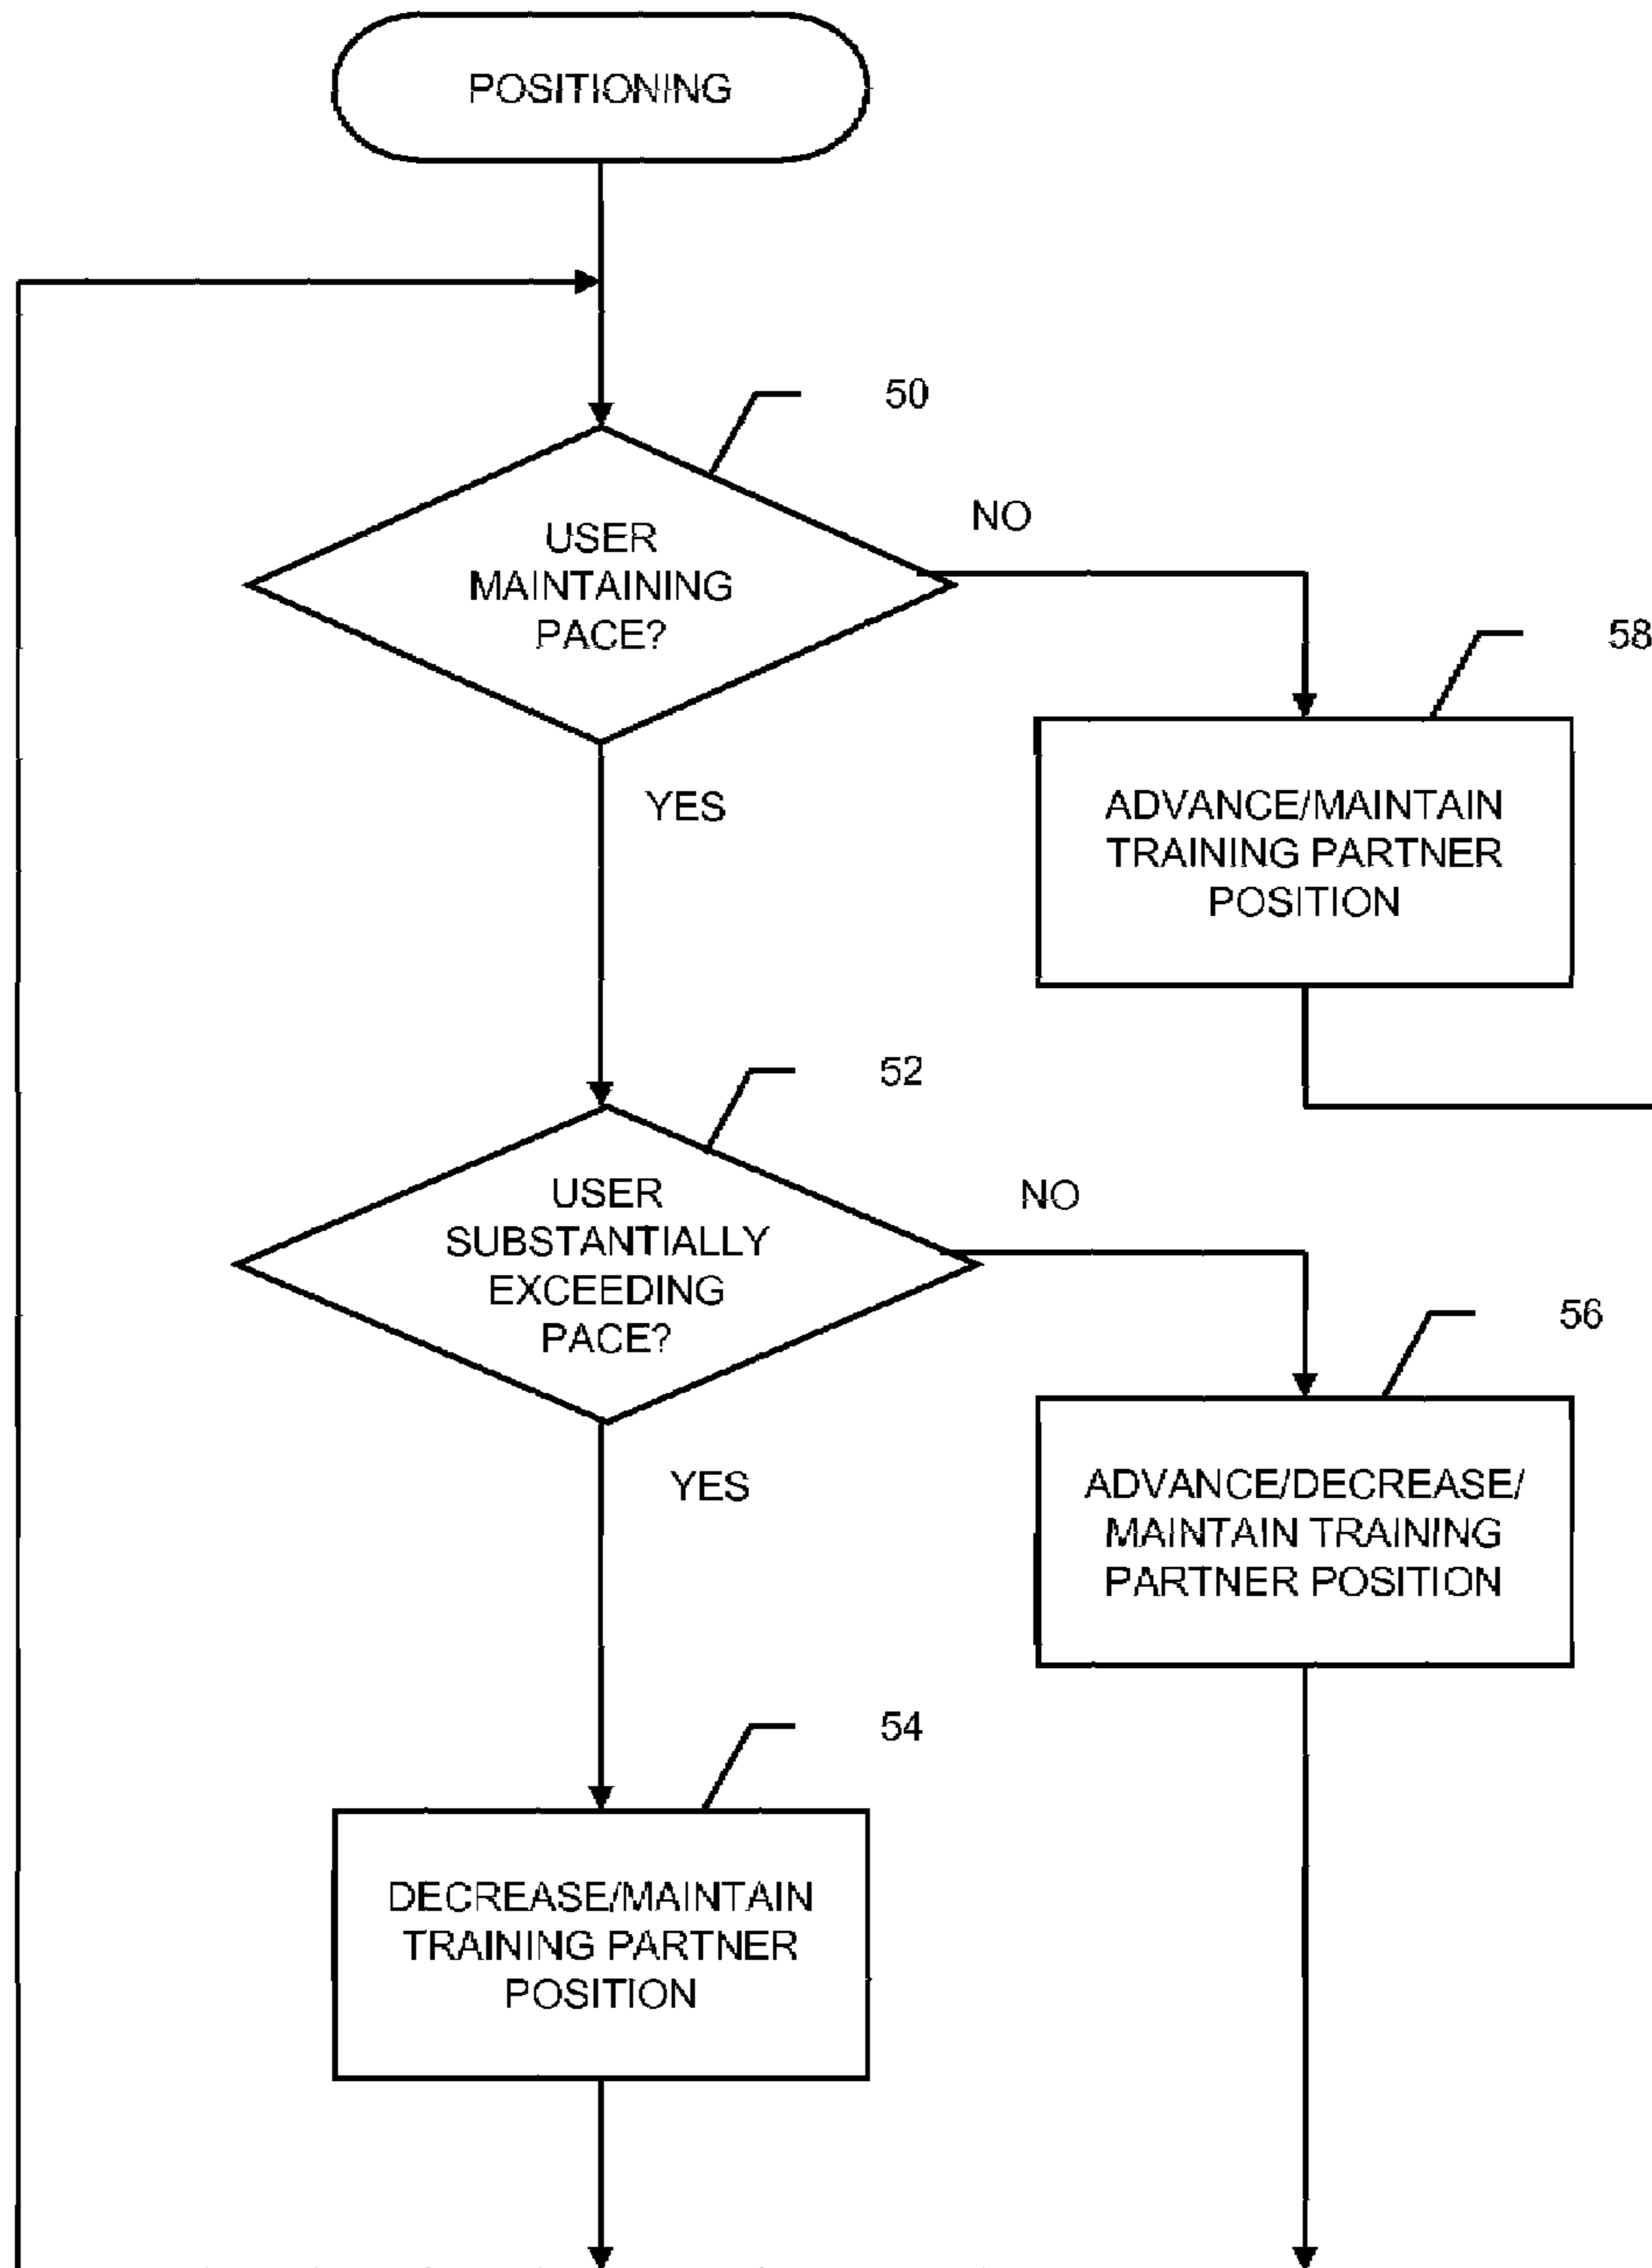 POSITIONING
50
USER
MAINTAINING
PACE?
NO
58
YES
ADVANCE/MAINTAIN
TRAINING PARTNER
POSITION
52
USER
SUBSTANTIALLY
EXCEEDING
PACE?
NO
56
YES
ADVANCE/DECREASE/
MAINTAIN TRAINING
PARTNER POSITION
54
DECREASE/MAINTAIN
TRAINING PARTNER
POSITION